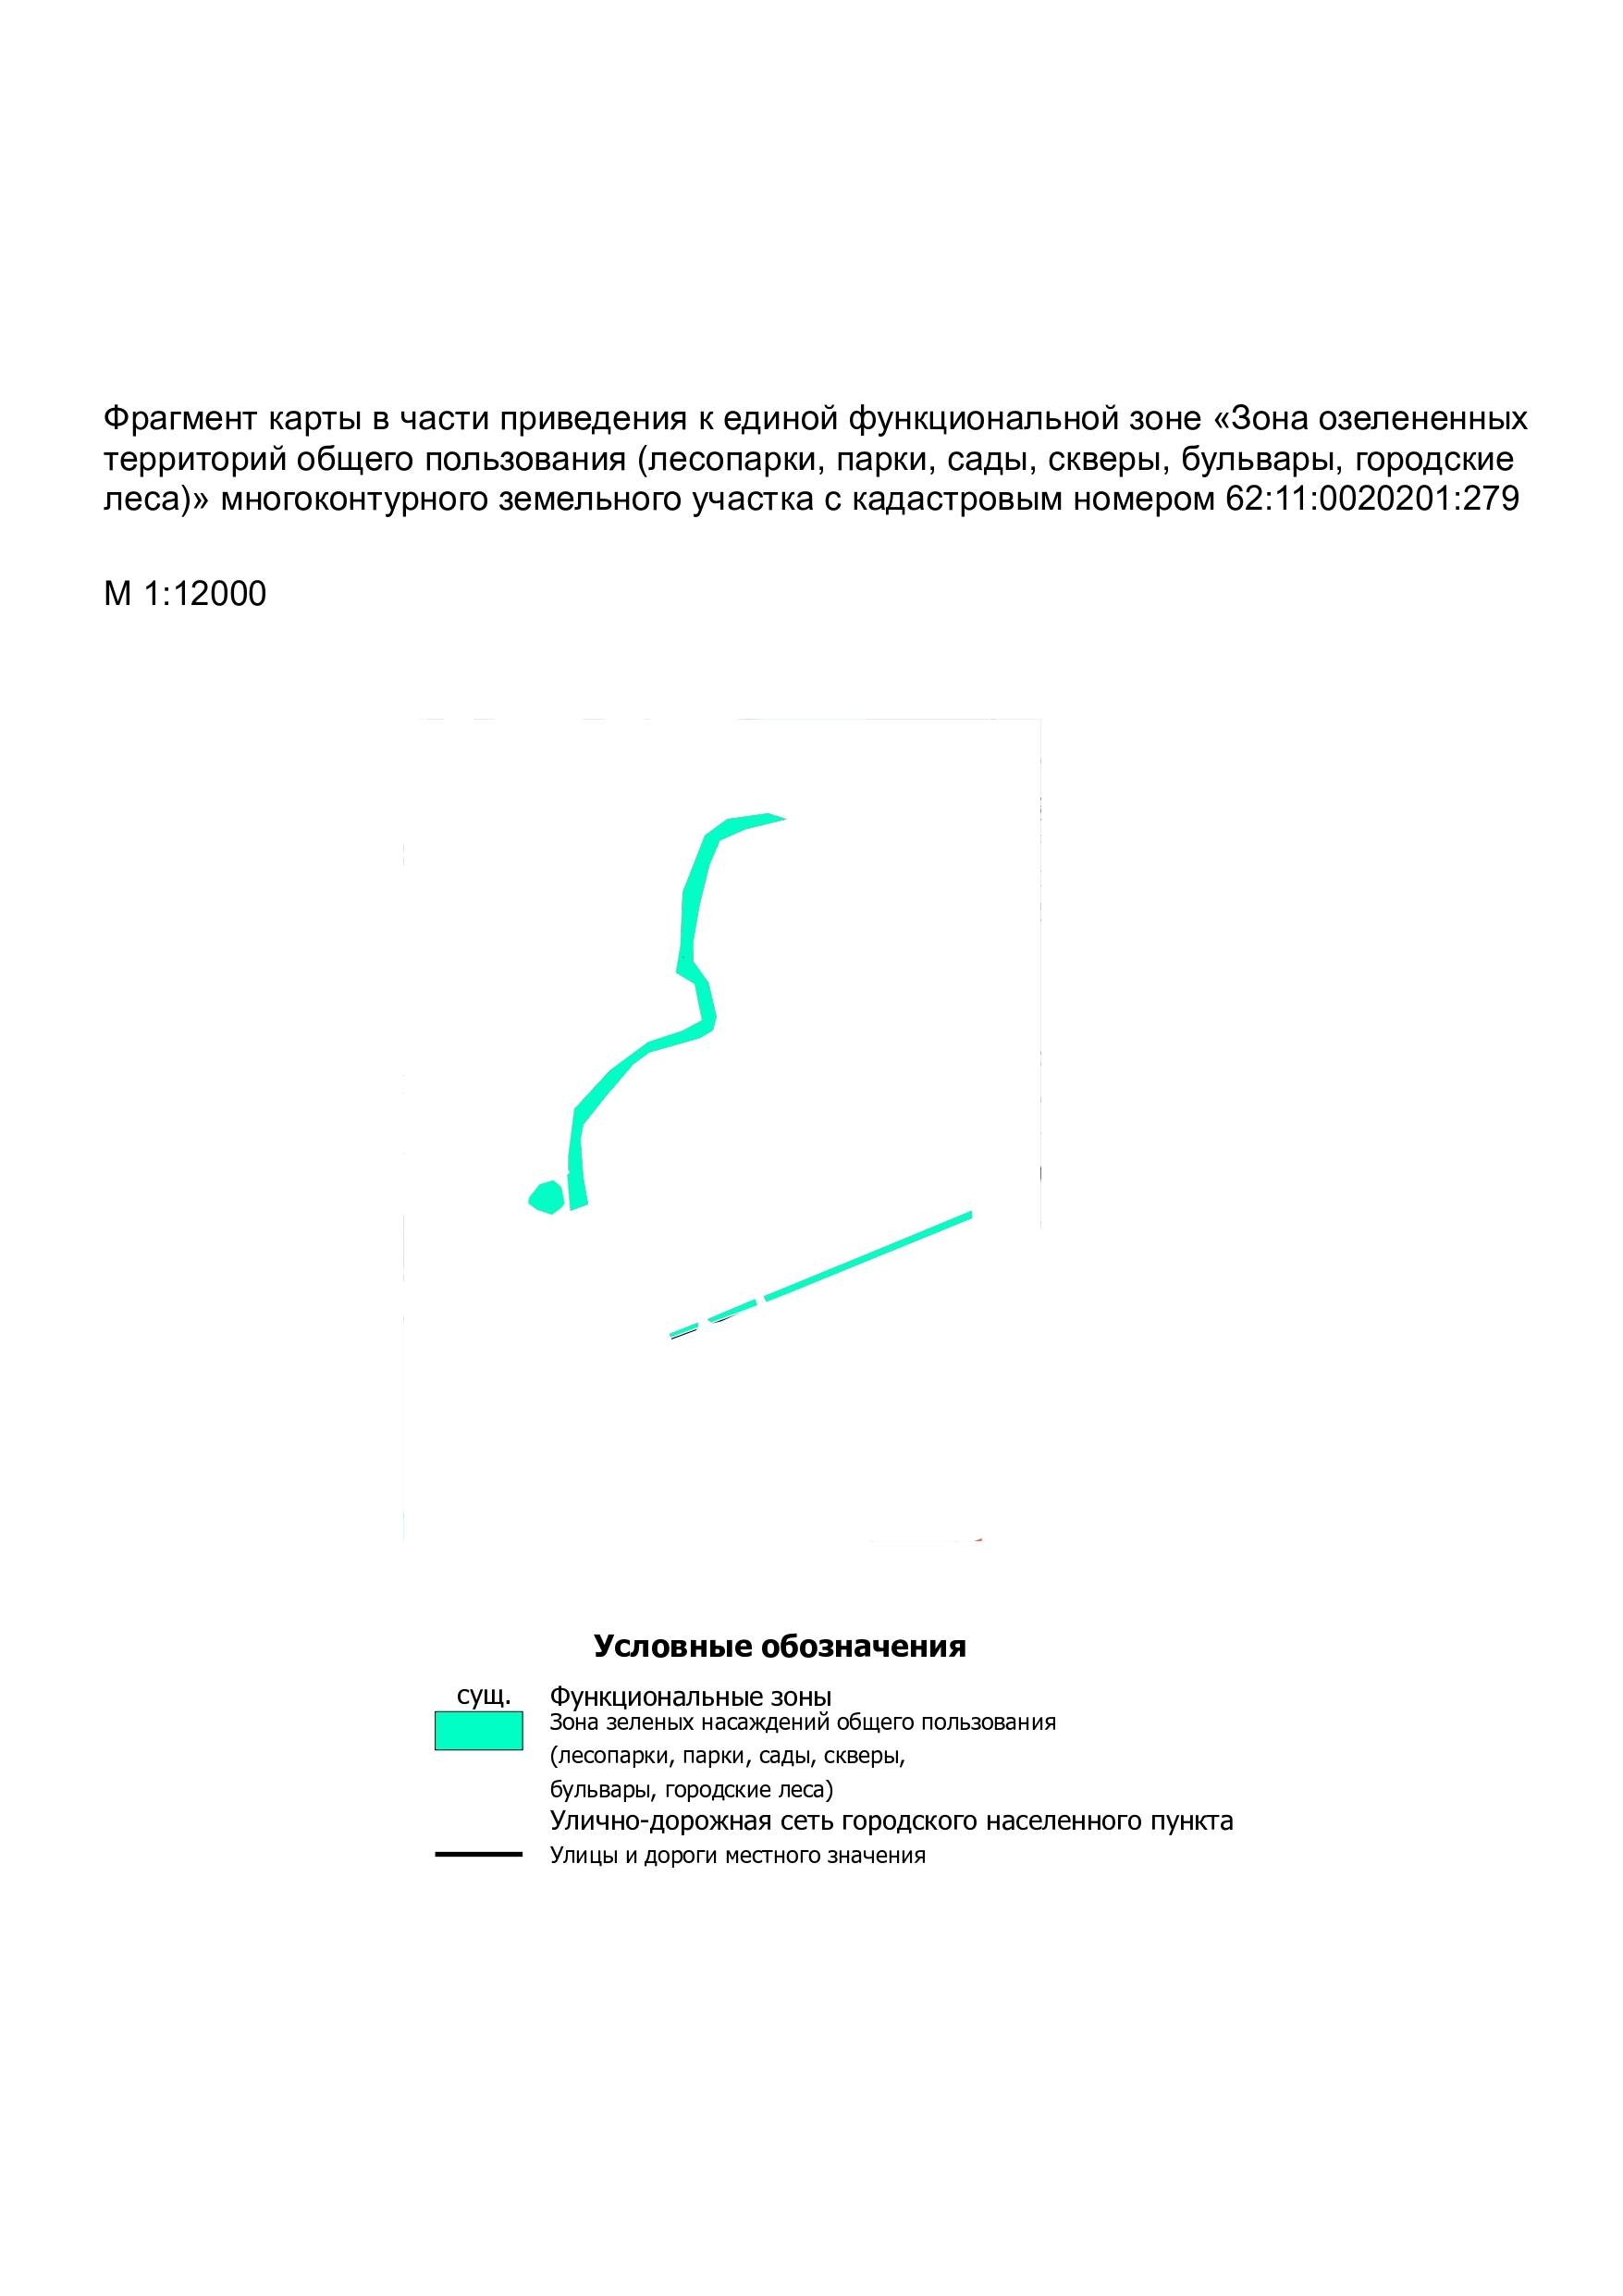 Фрагмент карты в части приведения к единой функциональной зоне «Зона озелененных
территорий общего пользования (лесопарки, парки, сады, скверы, бульвары, городские
леса)» многоконтурного земельного участка с кадастровым номером 62:11:0020201:279
М 1:12000
Условные обозначения
сущ. Функциональные зоны
Зона зеленых насаждений общего пользования
(лесопарки, парки, сады, скверы,
бульвары, городские леса)
Улично-дорожная сеть городского населенного пункта
Улицы и дороги местного значения